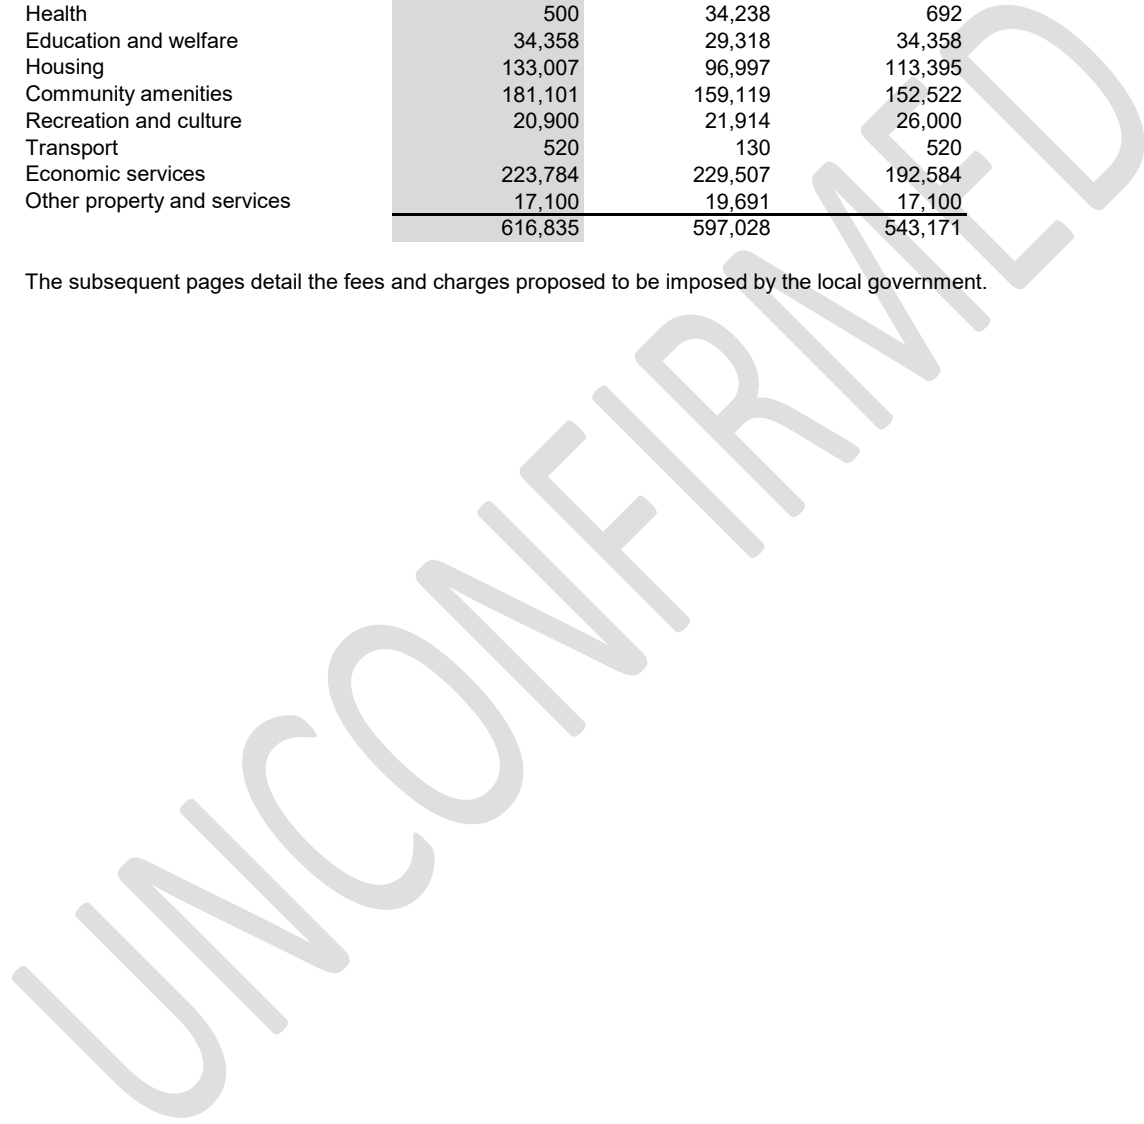 Health 500 34,238 692
Education and welfare 34,358 29,318 34,358
Housing 133,007 96,997 113,395
Community amenities 181,101 159,119 152,522
Recreation and culture 20,900 21,914 26,000
Transport 520 130 520
Economic services 223,784 229,507 192,584
Other property and services 17,100 19,691 17,100
616,835 597,028 543,171
The subsequent pages detail the fees and charges proposed to be imposed by the local government.
UNCONFIRMED